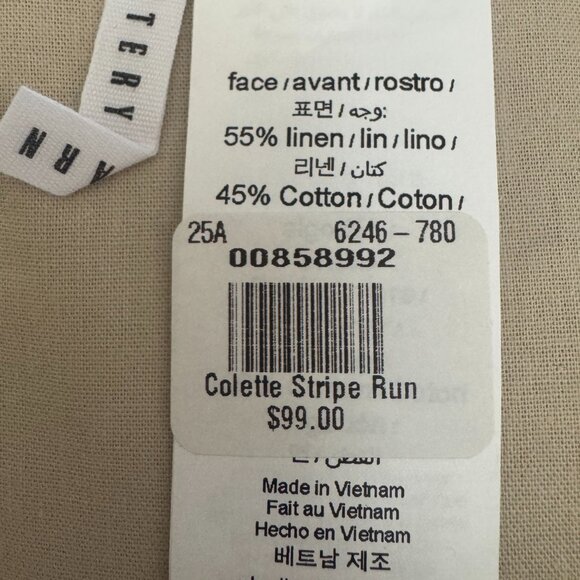 TERY
ARN
face / avant / rostro /
표면 / وجه:
55% linen / lin / lino /
리넨 / كتان /
45% Cotton / Coton /
25A 6246-780
00858992
Colette Stripe Run
$99.00
Made in Vietnam
Fait au Vietnam
Hecho en Vietnam
베트남 제조